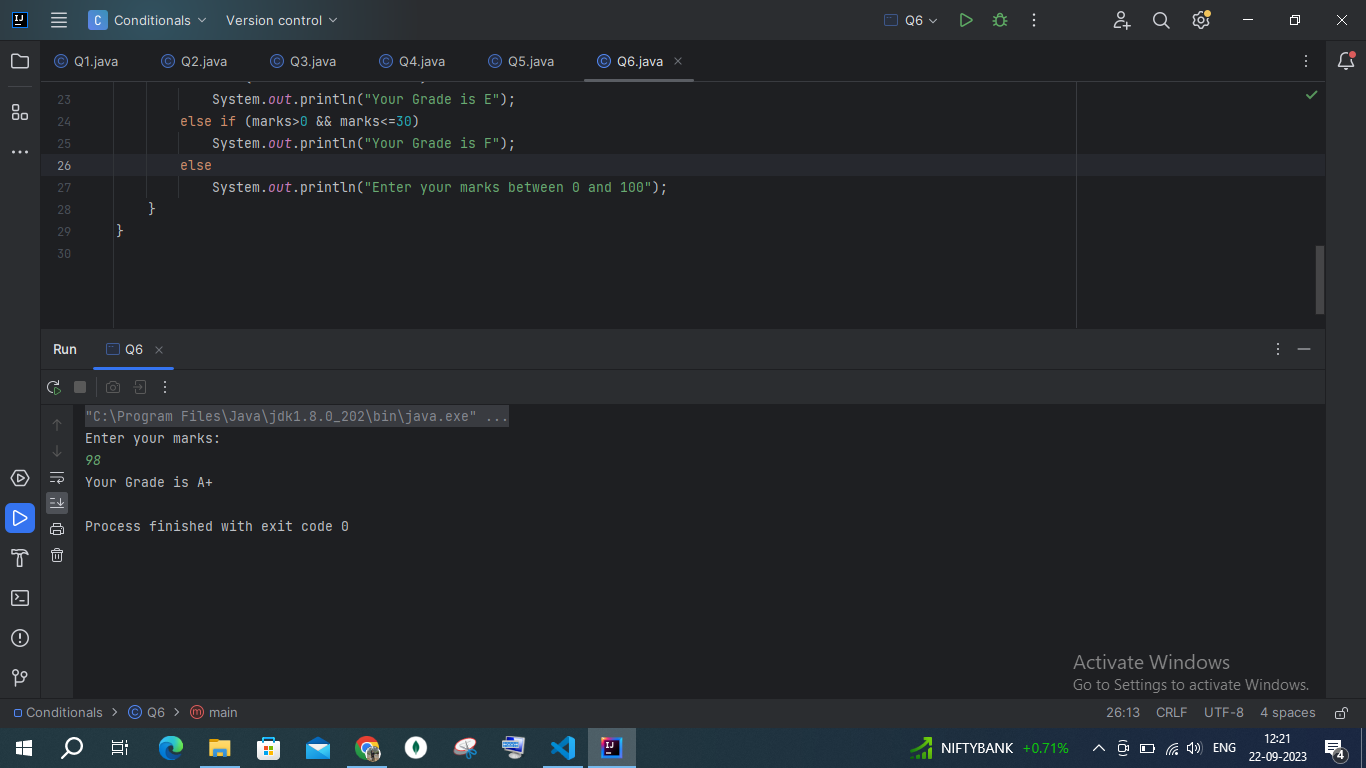 C Conditionals Version control Q6
Q1.java Q2.java Q3.java Q4.java Q5.java Q6.java
23 System.out.println("Your Grade is E");
24 else if (marks>0 && marks<=30)
25 System.out.println("Your Grade is F");
26 else
27 System.out.println("Enter your marks between 0 and 100");
28 }
29 }
30
Run Q6
"C:\Program Files\Java\jdk1.8.0_202\bin\java.exe" ...
Enter your marks:
98
Your Grade is A+
Process finished with exit code 0
Activate Windows
Go to Settings to activate Windows.
Conditionals > Q6 > main 26:13 CRLF UTF-8 4 spaces
NIFTYBANK +0.71% ENG 12:21
22-09-2023 4